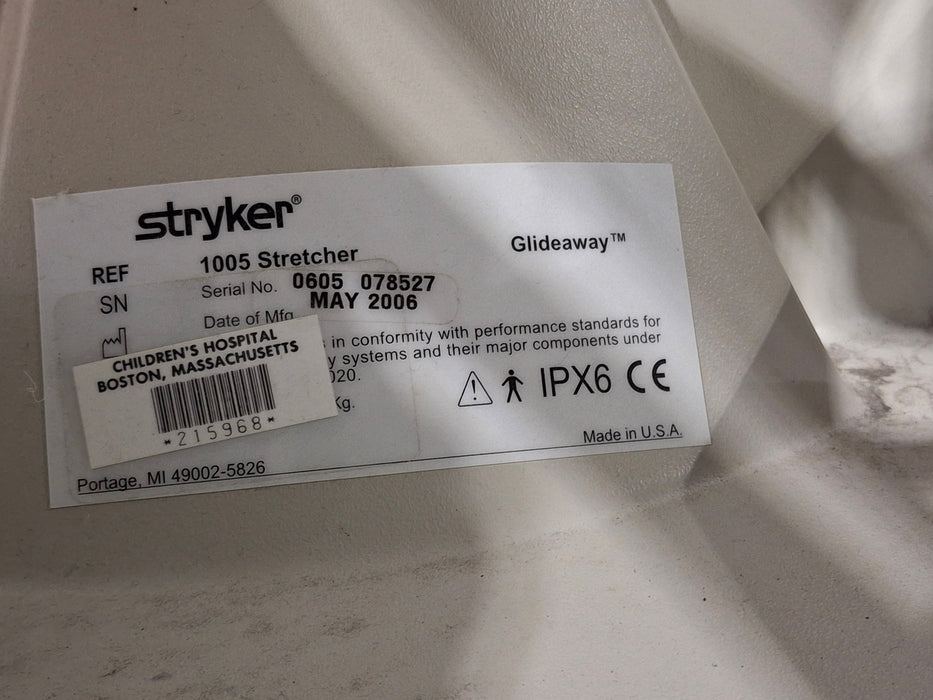 stryker®
Glideaway™
REF 1005 Stretcher
SN Serial No. 0605 078527
MAY 2006
Date of Mfg
in conformity with performance standards for
systems and their major components under
020.
Kg.
CHILDREN'S HOSPITAL
BOSTON, MASSACHUSETTS
*215968*
IPX6 CE
Made in U.S.A.
Portage, MI 49002-5826